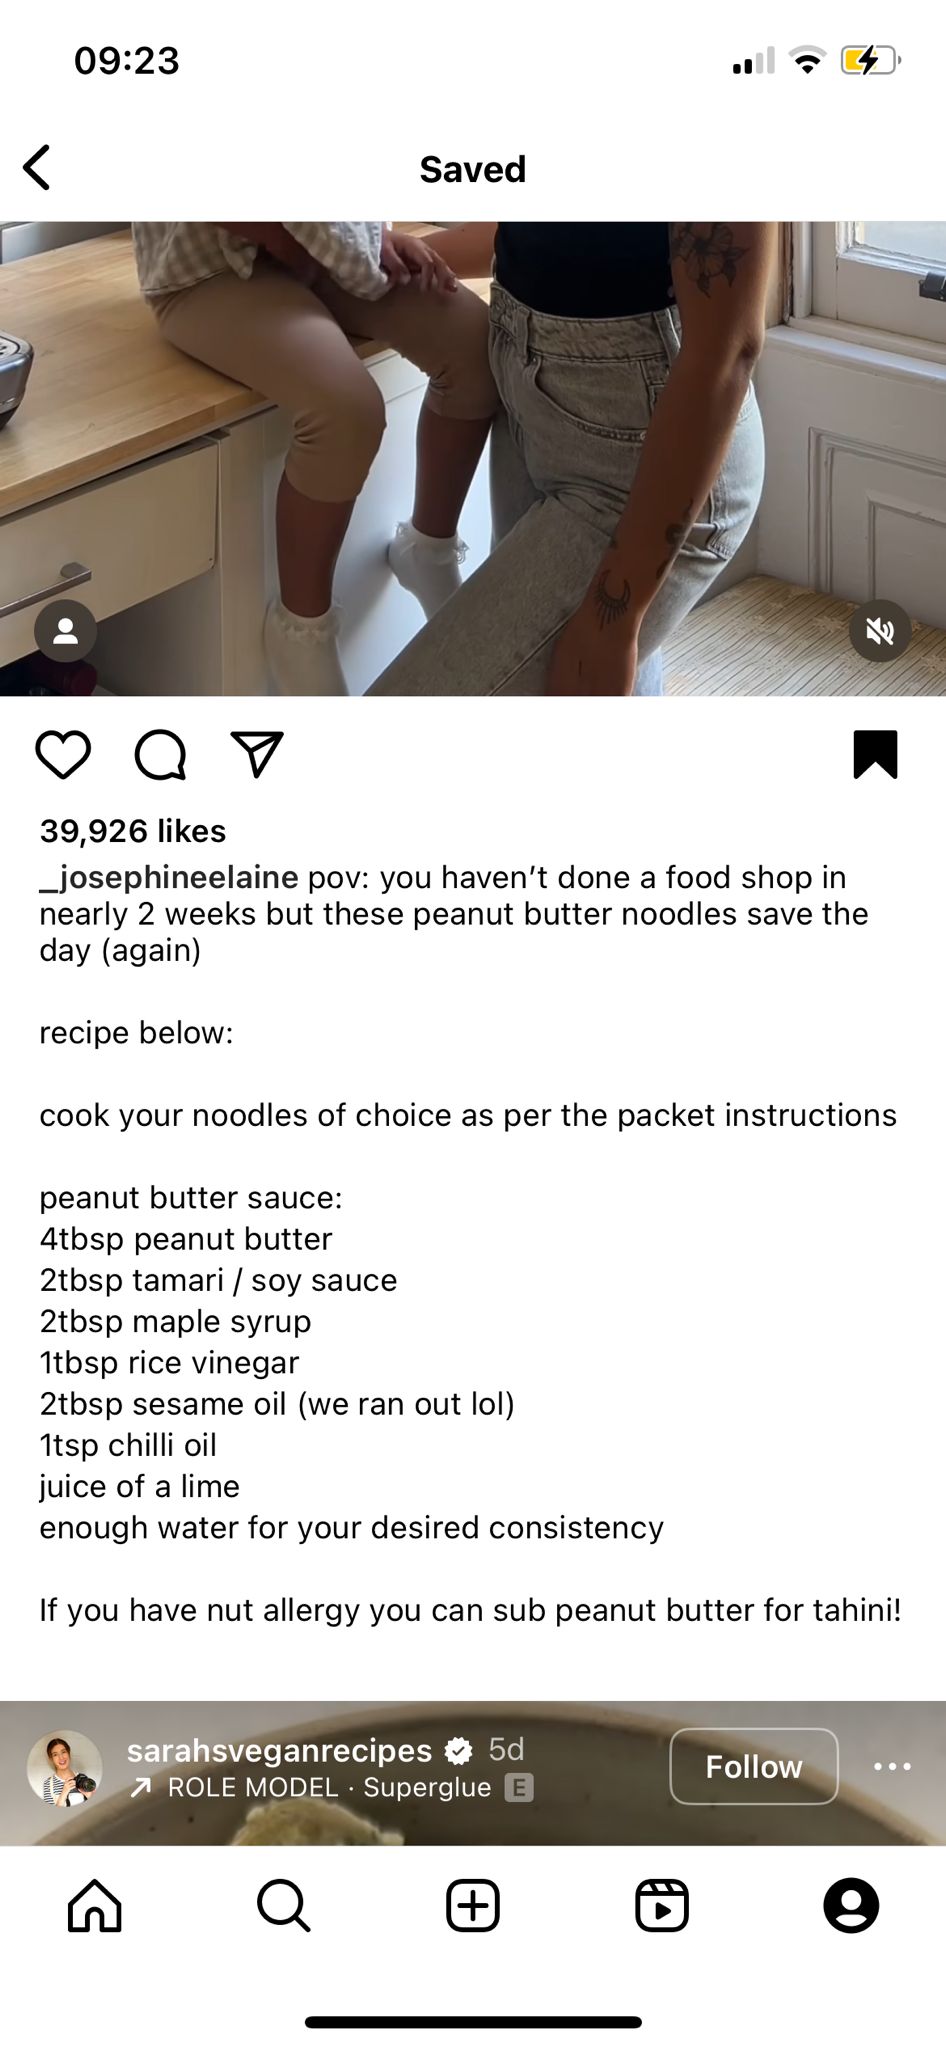 09:23
Saved
39,926 likes
_josephineelaine pov: you haven’t done a food shop in
nearly 2 weeks but these peanut butter noodles save the
day (again)
recipe below:
cook your noodles of choice as per the packet instructions
peanut butter sauce:
4tbsp peanut butter
2tbsp tamari / soy sauce
2tbsp maple syrup
1tbsp rice vinegar
2tbsp sesame oil (we ran out lol)
1tsp chilli oil
juice of a lime
enough water for your desired consistency
If you have nut allergy you can sub peanut butter for tahini!
sarahsveganrecipes 5d
ROLE MODEL · Superglue E
Follow